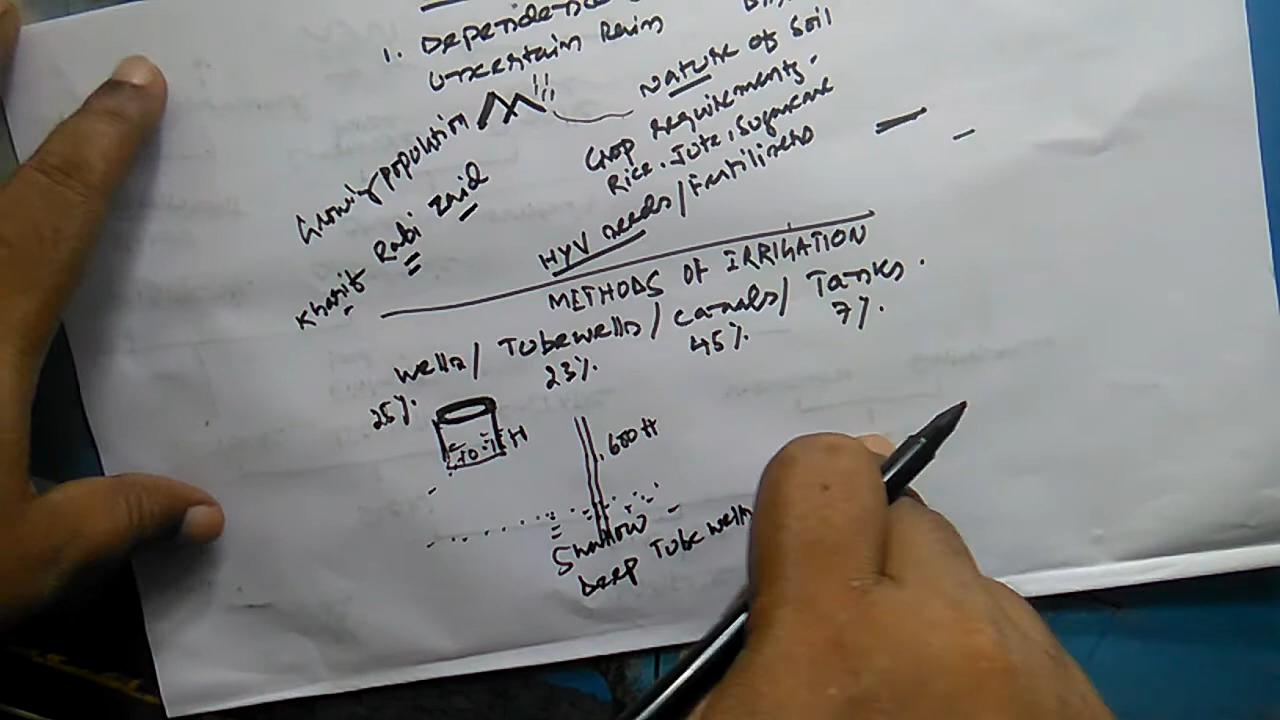 1. Dependence
Uncertain Rain
Nature of Soil
Growing population
Crop requirements.
Rice, Jute, Sugarcane
Kharif Rabi Zaid
HYV seeds/Fertilizers
METHODS OF IRRIGATION
wells/ Tubewells/ canals/ Tanks.
25%. 23%. 45%. 7%.
600 ft
Shallow
Deep Tube wells